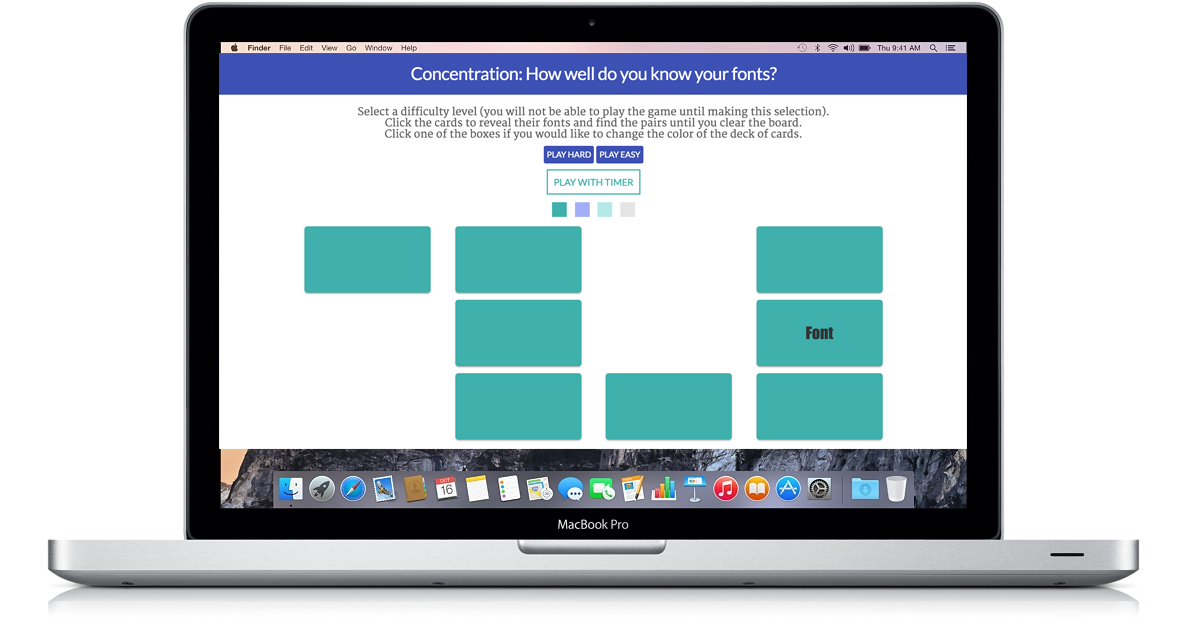 Finder File Edit View Go Window Help Thu 9:41 AM
Concentration: How well do you know your fonts?
Select a difficulty level (you will not be able to play the game until making this selection).
Click the cards to reveal their fonts and find the pairs until you clear the board.
Click one of the boxes if you would like to change the color of the deck of cards.
PLAY HARD PLAY EASY
PLAY WITH TIMER
Font
OCT
16
MacBook Pro